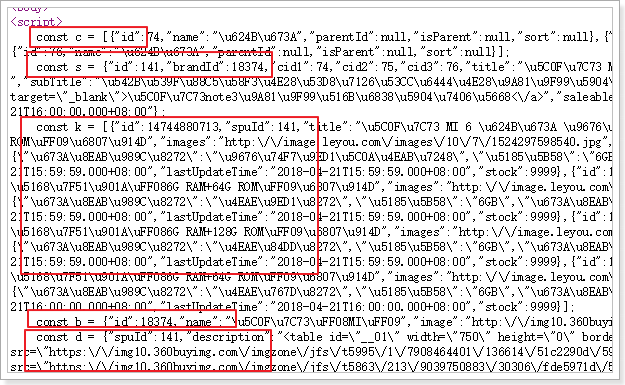 <body>
<script>
const c = [{"id":74,"name":"\u624B\u673A","parentId":null,"isParent":null,"sort":null},{"
{"id":76,"name":"\u624B\u673A","parentId":null,"isParent":null,"sort":null}];
const s = {"id":141,"brandId":18374,"cid1":74,"cid2":75,"cid3":76,"title":"\u5C0F\u7C73 M
","subTitle":"\u542B\u539F\u88C5\u58F3\u4E28\u53D8\u7126\u53CC\u6444\u4E28\u9A81\u9F99\u5904
target=\"_blank\">\u5C0F\u7C73note3\u9A81\u9F99\u516B\u6838\u5904\u7406\u5668<\/a>","saleable
21T16:00:00.000+08:00"};
const k = [{"id":14744880713,"spuId":141,"title":"\u5C0F\u7C73 MI 6 \u624B\u673A \u9676\u
ROM\uFF09\u6807\u914D","images":"http:\/\/image.leyou.com\/images\/10\/7\/1524297598540.jpg",
{\"\u673A\u8EAB\u989C\u8272\":\"\u9676\u74F7\u9ED1\u5C0A\u4EAB\u7248\",\"\u5185\u5B58\":\"6G
21T15:59:59.000+08:00","lastUpdateTime":"2018-04-21T15:59:59.000+08:00","stock":9999},{"id":1
\u5168\u7F51\u901A\uFF086G RAM+64G ROM\uFF09\u6807\u914D","images":"http:\/\/image.leyou.com\
{\"\u673A\u8EAB\u989C\u8272\":\"\u4EAE\u9ED1\u8272\",\"\u5185\u5B58\":\"6GB\",\"\u673A\u8EAB
21T15:59:59.000+08:00","lastUpdateTime":"2018-04-21T15:59:59.000+08:00","stock":9999},{"id":1
\u5168\u7F51\u901A\uFF086G RAM+128G ROM\uFF09\u6807\u914D","images":"http:\/\/image.leyou.com
{\"\u673A\u8EAB\u989C\u8272\":\"\u4EAE\u84DD\u8272\",\"\u5185\u5B58\":\"6GB\",\"\u673A\u8EAB
21T15:59:59.000+08:00","lastUpdateTime":"2018-04-21T15:59:59.000+08:00","stock":9999},{"id":1
\u5168\u7F51\u901A\uFF086G RAM+64G ROM\uFF09\u6807\u914D","images":"http:\/\/image.leyou.com\
{\"\u673A\u8EAB\u989C\u8272\":\"\u4EAE\u767D\u8272\",\"\u5185\u5B58\":\"6GB\",\"\u673A\u8EAB
21T16:00:00.000+08:00","lastUpdateTime":"2018-04-21T16:00:00.000+08:00","stock":9999}];
const b = {"id":18374,"name":"\u5C0F\u7C73\uFF08MI\uFF09","image":"http:\/\/img10.360buyi
const d = {"spuId":141,"description":"<table id=\"__01\" width=\"750\" height=\"0\" borde
src=\"https:\/\/img10.360buyimg.com\/imgzone\/jfs\/t5995\/1\/7908464401\/136614\/51c2290d\/59
src=\"https:\/\/img10.360buyimg.com\/imgzone\/jfs\/t5863\/213\/9039750883\/30306\/fde5971d\/5